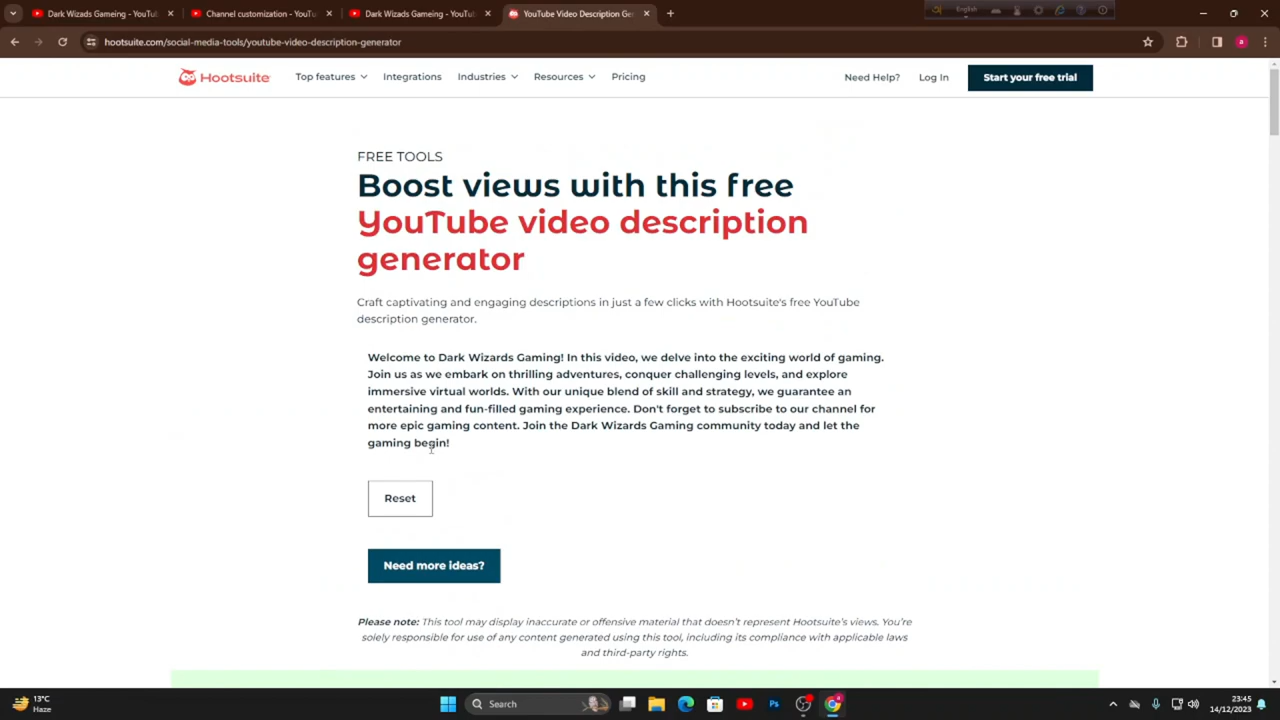 Dark Wizards Gameing - YouTub
Channel customization - YouTu
Dark Wizards Gameing - YouTub
YouTube Video Description Ge
English
hootsuite.com/social-media-tools/youtube-video-description-generator
a
Hootsuite
Top features
Integrations
Industries
Resources
Pricing
Need Help?
Log In
Start your free trial
FREE TOOLS
Boost views with this free
YouTube video description
generator
Craft captivating and engaging descriptions in just a few clicks with Hootsuite's free YouTube
description generator.
Welcome to Dark Wizards Gaming! In this video, we delve into the exciting world of gaming.
Join us as we embark on thrilling adventures, conquer challenging levels, and explore
immersive virtual worlds. With our unique blend of skill and strategy, we guarantee an
entertaining and fun-filled gaming experience. Don't forget to subscribe to our channel for
more epic gaming content. Join the Dark Wizards Gaming community today and let the
gaming begin!
Reset
Need more ideas?
Please note: This tool may display inaccurate or offensive material that doesn't represent Hootsuite's views. You're
solely responsible for use of any content generated using this tool, including its compliance with applicable laws
and third-party rights.
13°C
Haze
Search
Ps
23:45
14/12/2023